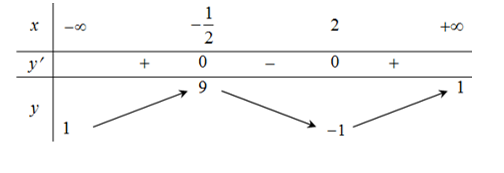 x −∞ −1/2 2 +∞
y′ + 0 − 0 +
9 1
y
1 −1